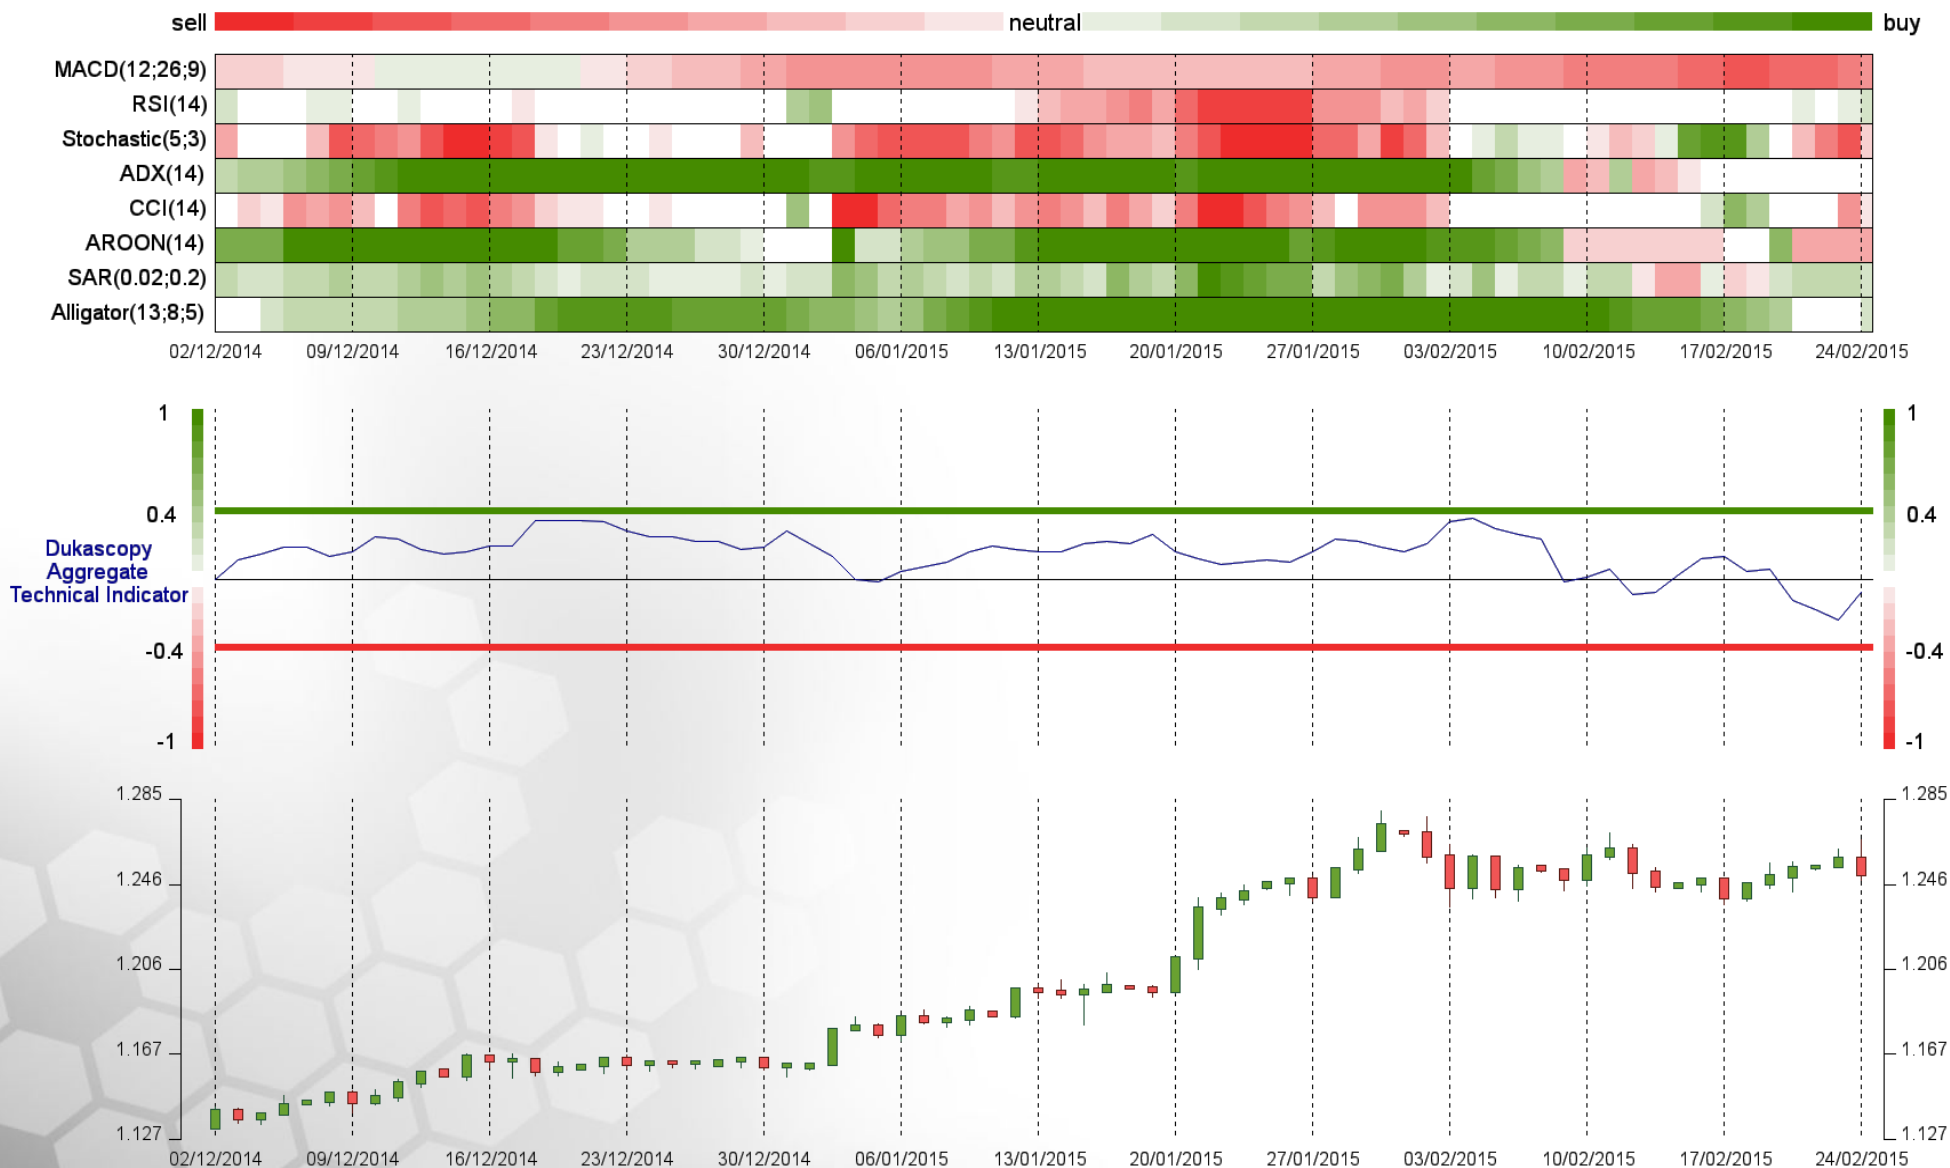 sell neutral buy
MACD(12;26;9)
RSI(14)
Stochastic(5;3)
ADX(14)
CCI(14)
AROON(14)
SAR(0.02;0.2)
Alligator(13;8;5)
02/12/2014 09/12/2014 16/12/2014 23/12/2014 30/12/2014 06/01/2015 13/01/2015 20/01/2015 27/01/2015 03/02/2015 10/02/2015 17/02/2015 24/02/2015
1 1
0.4 0.4
Dukascopy
Aggregate
Technical Indicator
-0.4 -0.4
-1 -1
1.285 1.285
1.246 1.246
1.206 1.206
1.167 1.167
1.127 1.127
02/12/2014 09/12/2014 16/12/2014 23/12/2014 30/12/2014 06/01/2015 13/01/2015 20/01/2015 27/01/2015 03/02/2015 10/02/2015 17/02/2015 24/02/2015